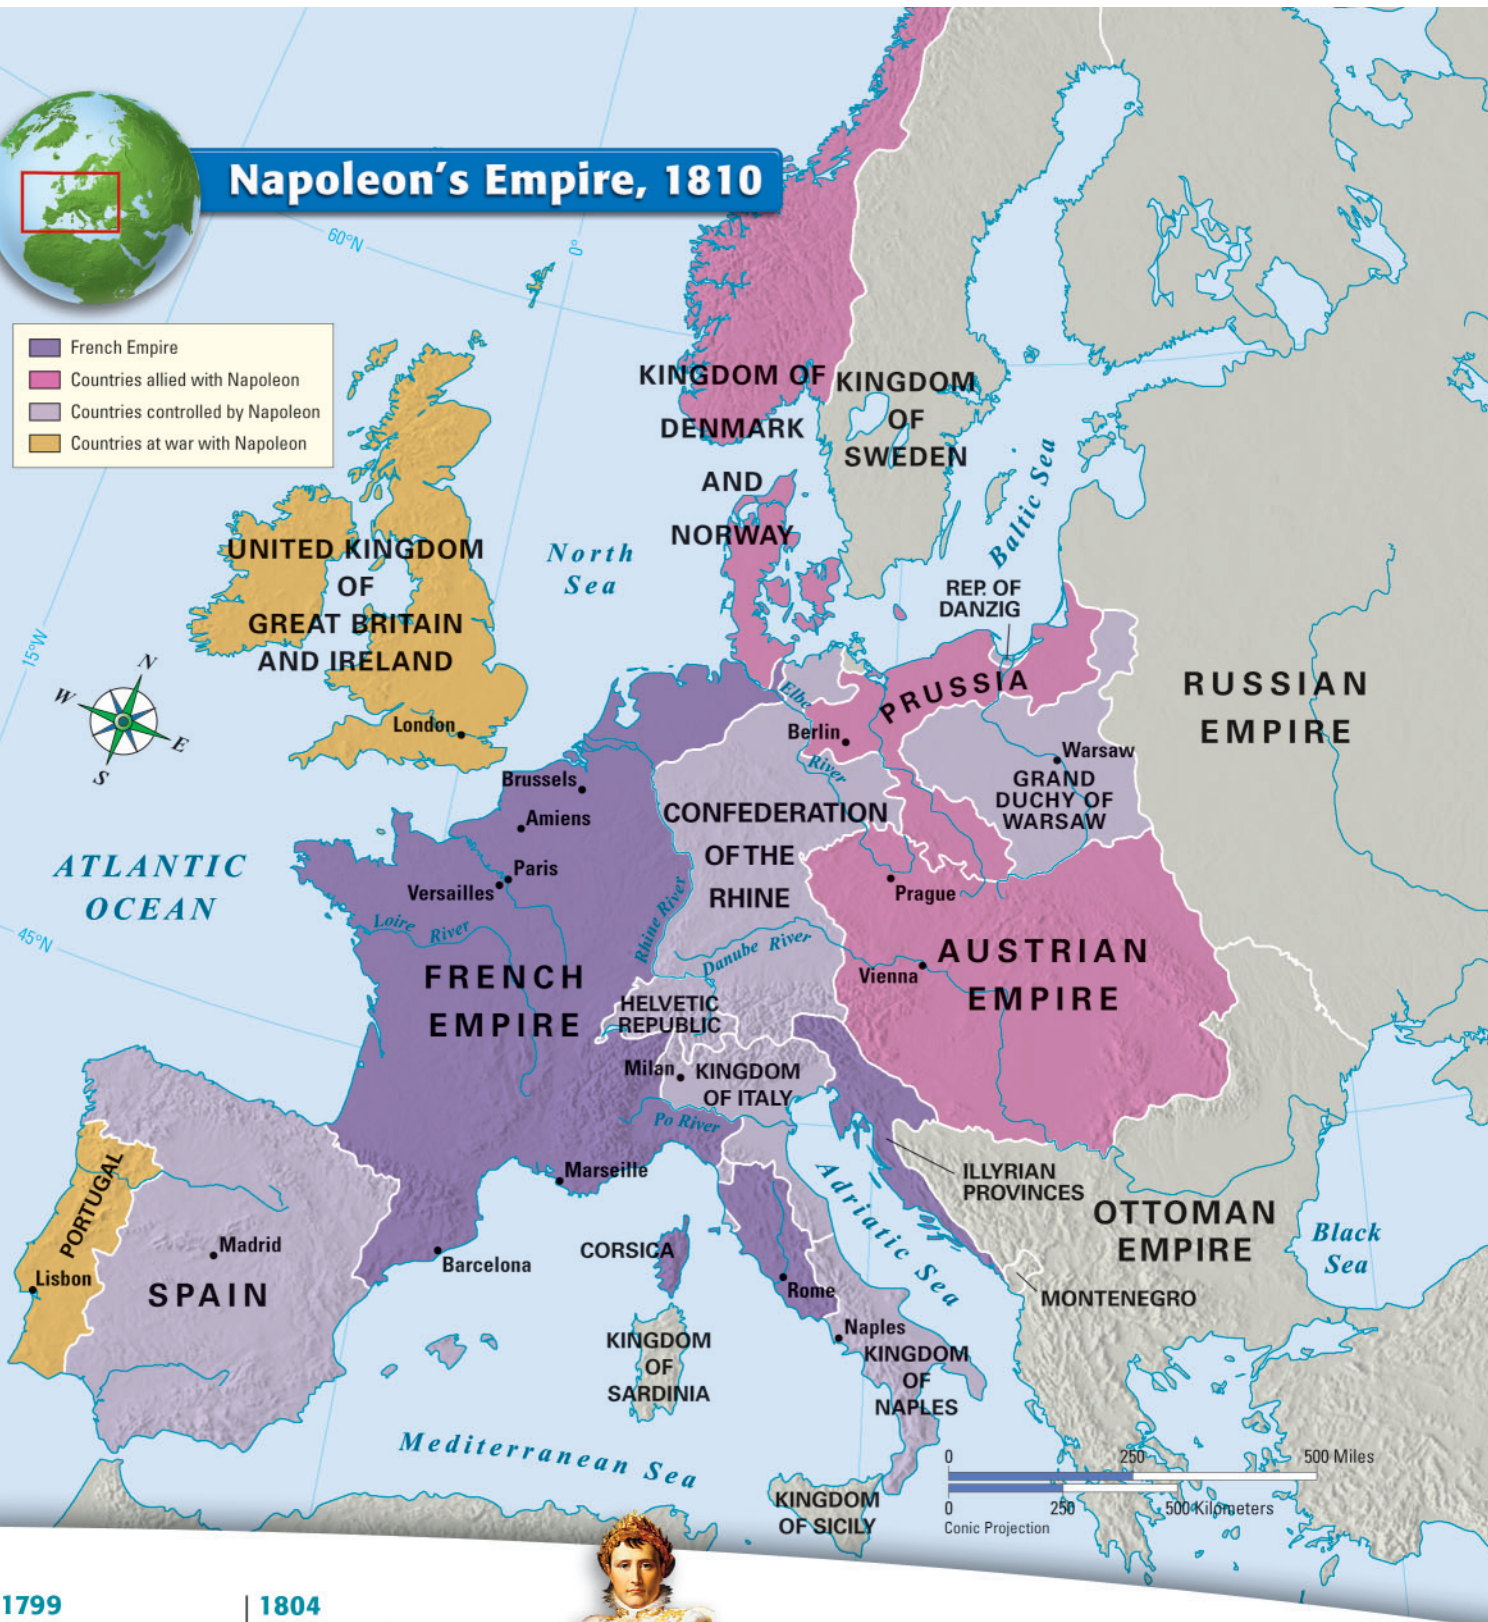 Napoleon's Empire, 1810
60°N
0°
French Empire
Countries allied with Napoleon
Countries controlled by Napoleon
Countries at war with Napoleon
KINGDOM OF
DENMARK
AND
NORWAY
KINGDOM
OF
SWEDEN
Baltic Sea
North
Sea
UNITED KINGDOM
OF
GREAT BRITAIN
AND IRELAND
London
15°W
N
W
E
S
REP. OF
DANZIG
PRUSSIA
RUSSIAN
EMPIRE
Elbe
River
Berlin
Warsaw
GRAND
DUCHY OF
WARSAW
Brussels
Amiens
Paris
Versailles
CONFEDERATION
OF THE
RHINE
Rhine River
Prague
ATLANTIC
OCEAN
45°N
Loire River
FRENCH
EMPIRE
Danube River
Vienna
AUSTRIAN
EMPIRE
HELVETIC
REPUBLIC
Milan
KINGDOM
OF ITALY
Po River
Marseille
ILLYRIAN
PROVINCES
Adriatic Sea
OTTOMAN
EMPIRE
Black
Sea
MONTENEGRO
PORTUGAL
Lisbon
Madrid
SPAIN
Barcelona
CORSICA
Rome
Naples
KINGDOM
OF
NAPLES
KINGDOM
OF
SARDINIA
Mediterranean Sea
KINGDOM
OF SICILY
0 250 500 Miles
0 250 500 Kilometers
Conic Projection
1799
1804